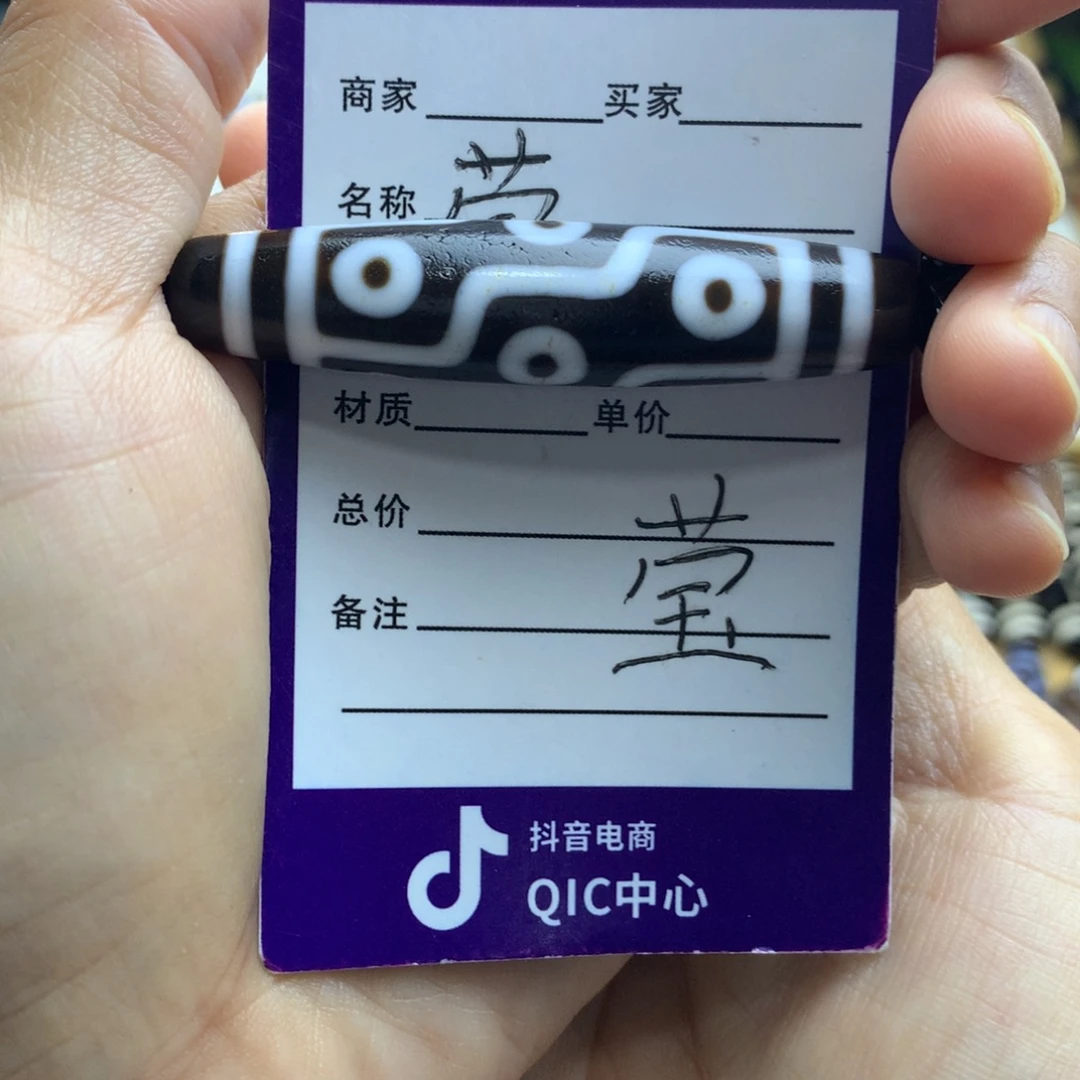 商家 买家
名称
材质 单价
总价
备注
莹
抖音电商
QIC中心